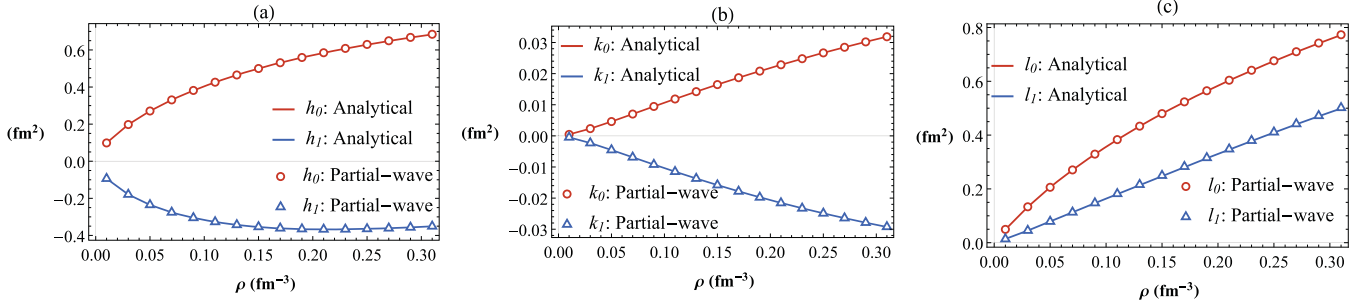 (a)
0.6
0.4
0.2
0.0
−0.2
−0.4
(fm²)
h₀: Analytical
h₁: Analytical
h₀: Partial−wave
h₁: Partial−wave
0.00 0.05 0.10 0.15 0.20 0.25 0.30
ρ (fm⁻³)
(b)
0.03
0.02
0.01
0.00
−0.01
−0.02
−0.03
(fm²)
k₀: Analytical
k₁: Analytical
k₀: Partial−wave
k₁: Partial−wave
0.00 0.05 0.10 0.15 0.20 0.25 0.30
ρ (fm⁻³)
(c)
0.8
0.6
0.4
0.2
0.0
(fm²)
l₀: Analytical
l₁: Analytical
l₀: Partial−wave
l₁: Partial−wave
0.00 0.05 0.10 0.15 0.20 0.25 0.30
ρ (fm⁻³)